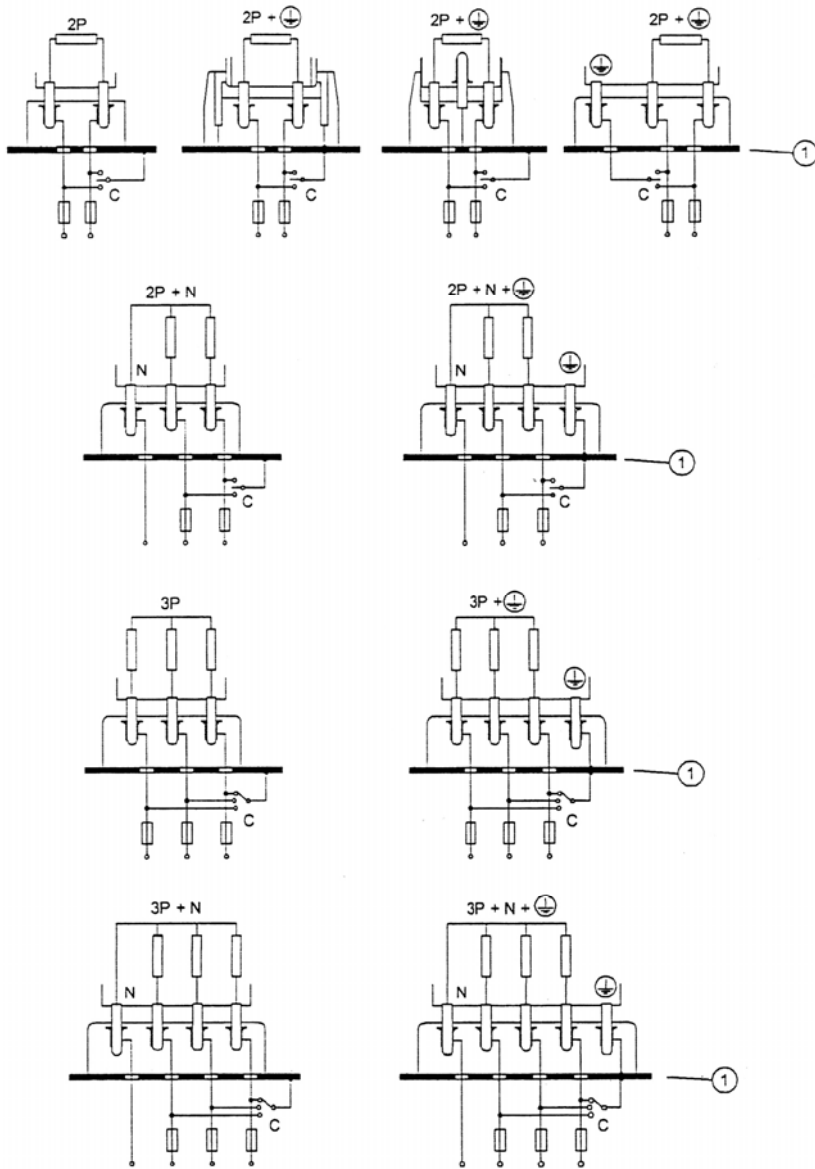 2P
2P + ⏚
2P + ⏚
2P + ⏚
⏚
C
C
C
C
1
2P + N
2P + N + ⏚
N
N
⏚
C
C
1
3P
3P + ⏚
⏚
C
C
1
3P + N
3P + N + ⏚
N
N
⏚
C
C
1